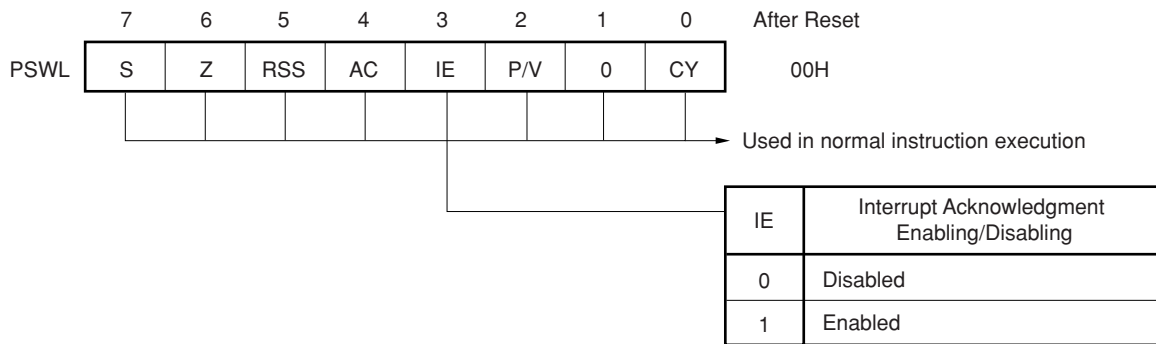 7 6 5 4 3 2 1 0 After Reset
PSWL S Z RSS AC IE P/V 0 CY 00H
Used in normal instruction execution
IE Interrupt Acknowledgment
Enabling/Disabling
0 Disabled
1 Enabled